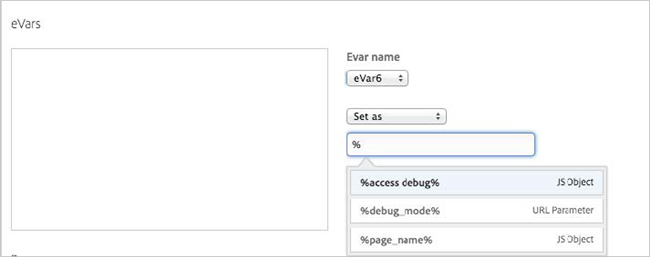 eVars
Evar name
eVar6
Set as
%
%access debug% JS Object
%debug_mode% URL Parameter
%page_name% JS Object